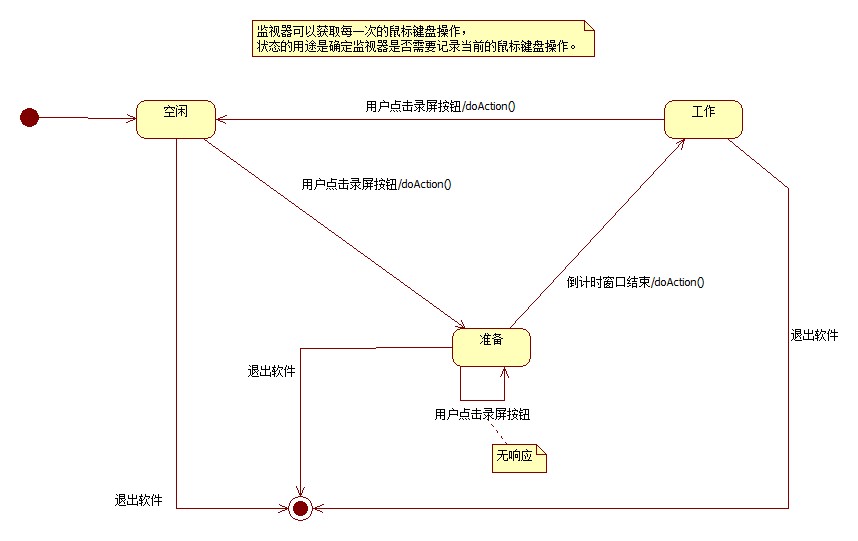 监视器可以获取每一次的鼠标键盘操作，
状态的用途是确定监视器是否需要记录当前的鼠标键盘操作。
空闲
用户点击录屏按钮/doAction()
工作
用户点击录屏按钮/doAction()
倒计时窗口结束/doAction()
准备
退出软件
退出软件
用户点击录屏按钮
无响应
退出软件